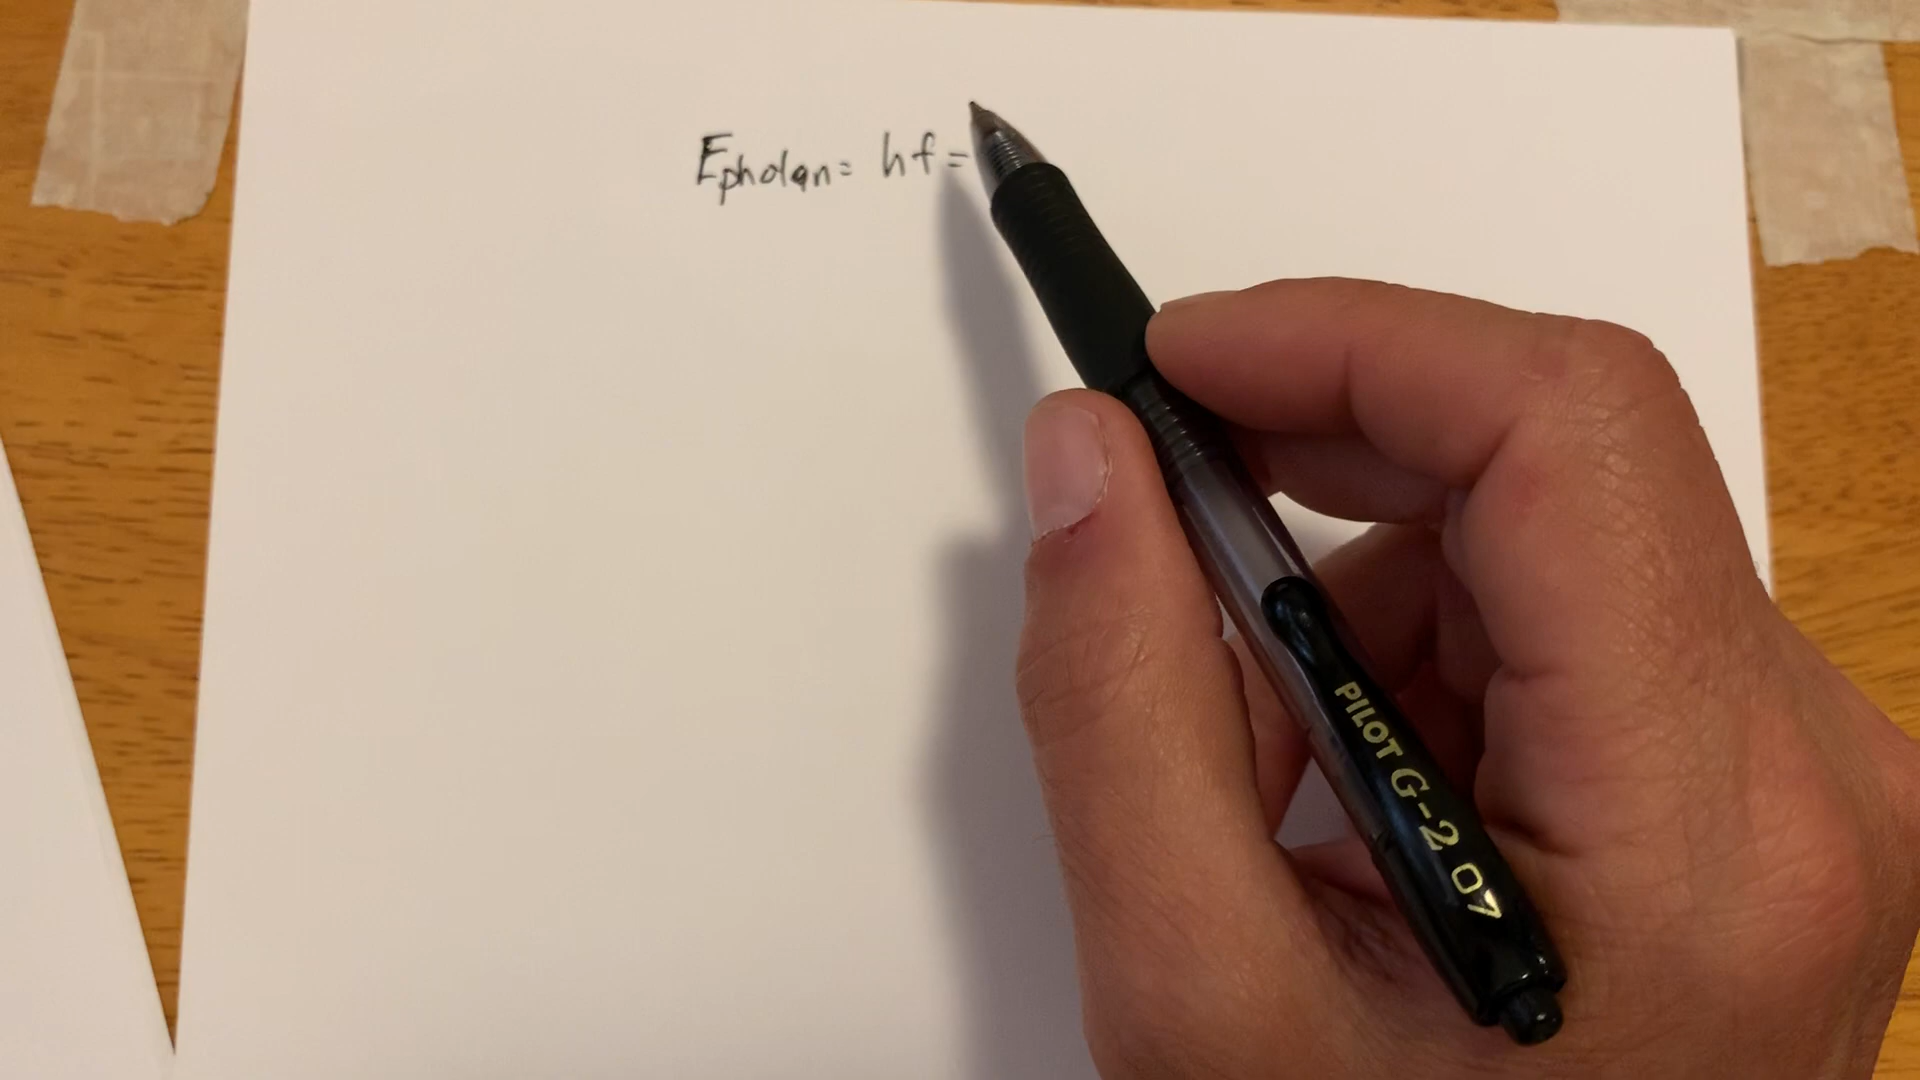 Ephoton = hf =
PILOT G-2 07